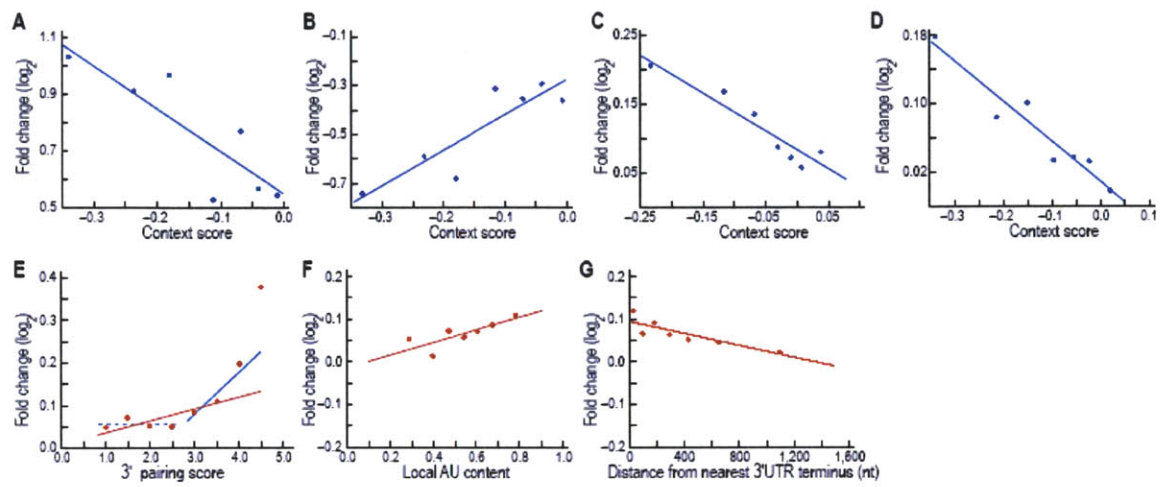 A B C D
Fold change (log2) 1.1 0.9 0.7 0.5
−0.3 −0.2 −0.1 0.0
Context score
Fold change (log2) −0.1 −0.3 −0.5 −0.7
−0.3 −0.2 −0.1 0.0
Context score
Fold change (log2) 0.25 0.15 0.05
−0.25 −0.15 −0.05 0.05
Context score
Fold change (log2) 0.18 0.10 0.02
−0.3 −0.2 −0.1 0.0 0.1
Context score
E F G
Fold change (log2) 0.4 0.3 0.2 0.1 0.0
0.0 1.0 2.0 3.0 4.0 5.0
3' pairing score
Fold change (log2) 0.2 0.1 0.0 −0.1 −0.2
0.0 0.2 0.4 0.6 0.8 1.0
Local AU content
Fold change (log2) 0.2 0.1 0.0 −0.1 −0.2
0 400 800 1,200 1,600
Distance from nearest 3'UTR terminus (nt)